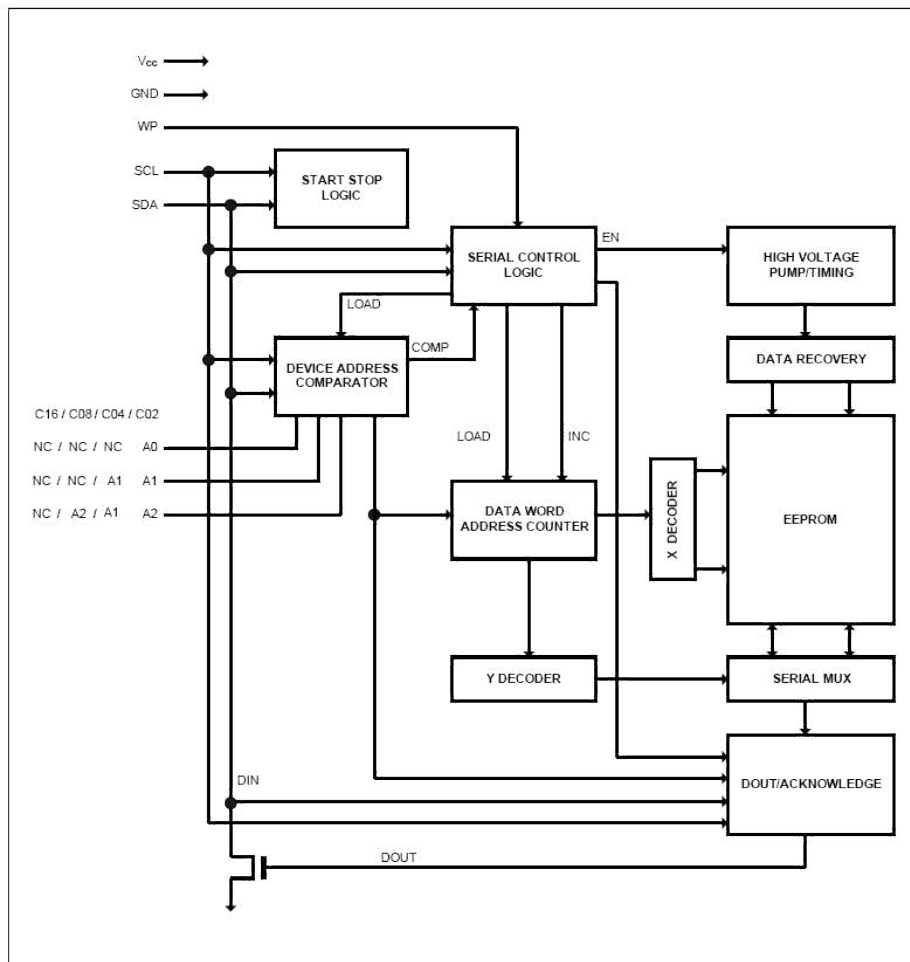 Vcc
GND
WP
SCL
SDA
START STOP
LOGIC
SERIAL CONTROL
LOGIC
EN
HIGH VOLTAGE
PUMP/TIMING
LOAD
COMP
DEVICE ADDRESS
COMPARATOR
DATA RECOVERY
C16 / C08 / C04 / C02
NC / NC / NC A0
NC / NC / A1 A1
NC / A2 / A1 A2
LOAD
INC
DATA WORD
ADDRESS COUNTER
X DECODER
EEPROM
Y DECODER
SERIAL MUX
DIN
DOUT/ACKNOWLEDGE
DOUT